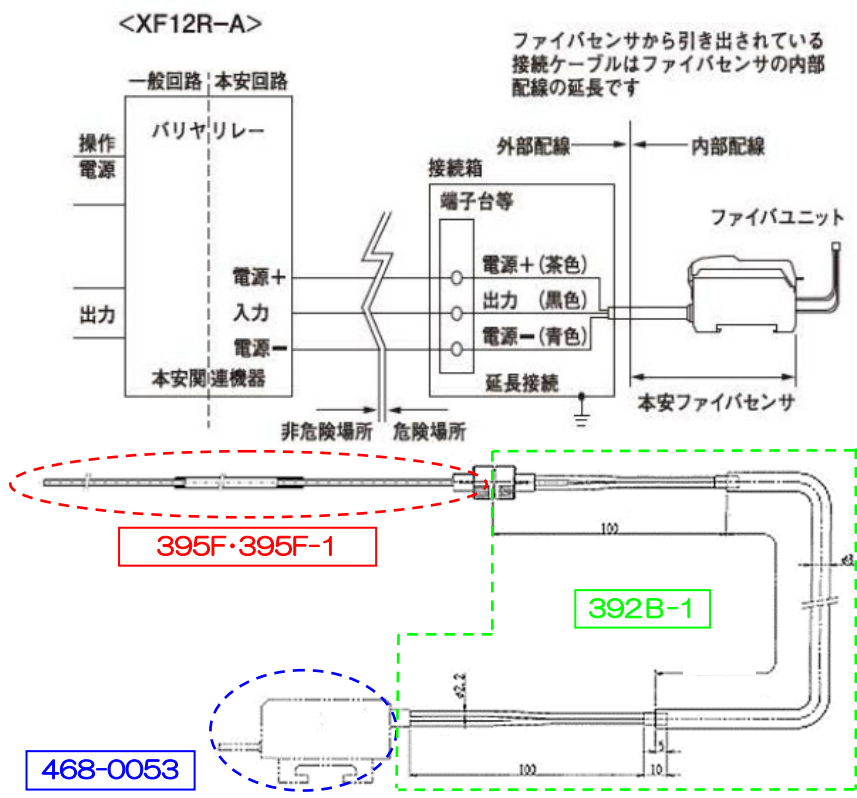 <XF12R-A>
ファイバセンサから引き出されている
接続ケーブルはファイバセンサの内部
配線の延長です
一般回路 本安回路
バリヤリレー
操作
電源
外部配線
内部配線
接続箱
端子台等
ファイバユニット
電源+
電源+(茶色)
出力
入力
出力 (黒色)
電源-
電源-(青色)
本安関連機器
延長接続
本安ファイバセンサ
非危険場所 危険場所
395F・395F-1
100
392B-1
φ2.2
468-0053
100
5
10